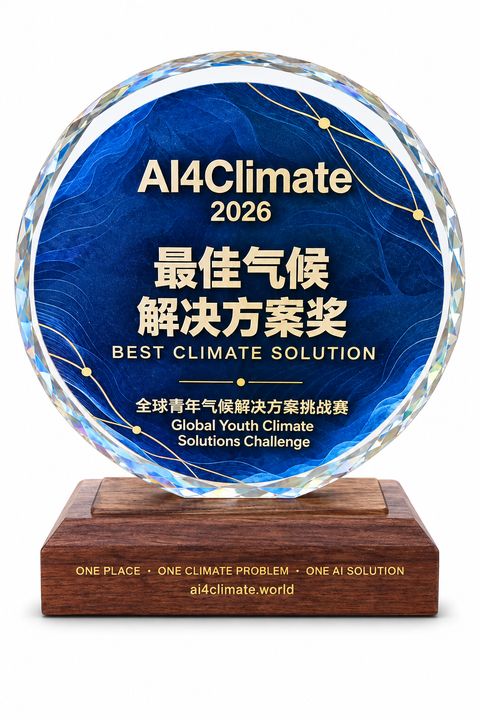 AI4Climate
2026
最佳气候
解决方案奖
BEST CLIMATE SOLUTION
全球青年气候解决方案挑战赛
Global Youth Climate
Solutions Challenge
ONE PLACE · ONE CLIMATE PROBLEM · ONE AI SOLUTION
ai4climate.world